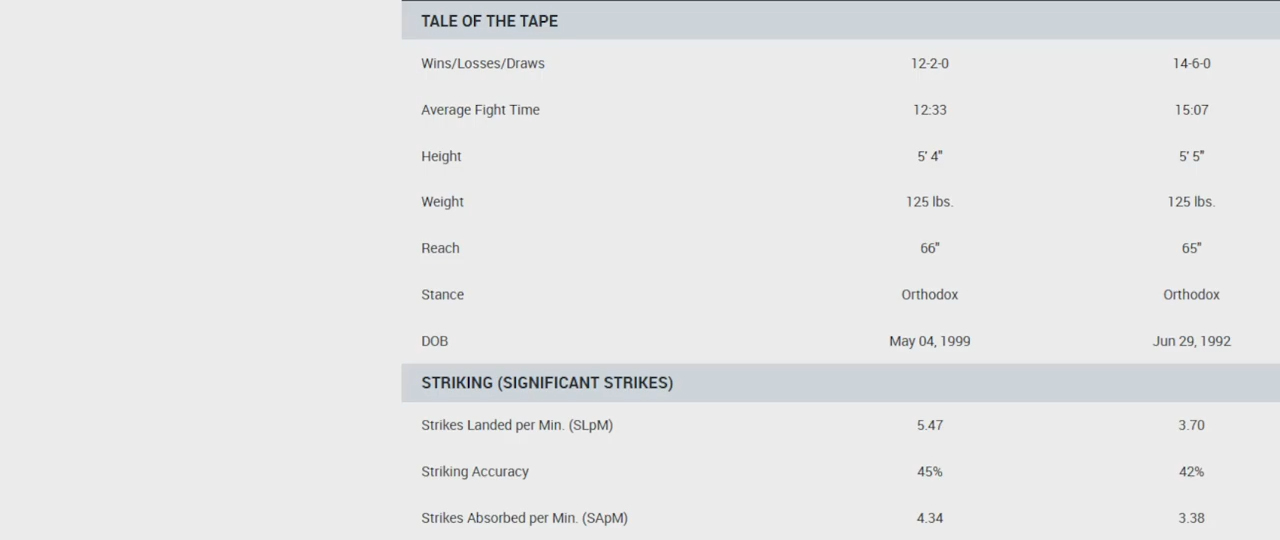 TALE OF THE TAPE
Wins/Losses/Draws 12-2-0 14-6-0
Average Fight Time 12:33 15:07
Height 5' 4" 5' 5"
Weight 125 lbs. 125 lbs.
Reach 66" 65"
Stance Orthodox Orthodox
DOB May 04, 1999 Jun 29, 1992
STRIKING (SIGNIFICANT STRIKES)
Strikes Landed per Min. (SLpM) 5.47 3.70
Striking Accuracy 45% 42%
Strikes Absorbed per Min. (SApM) 4.34 3.38